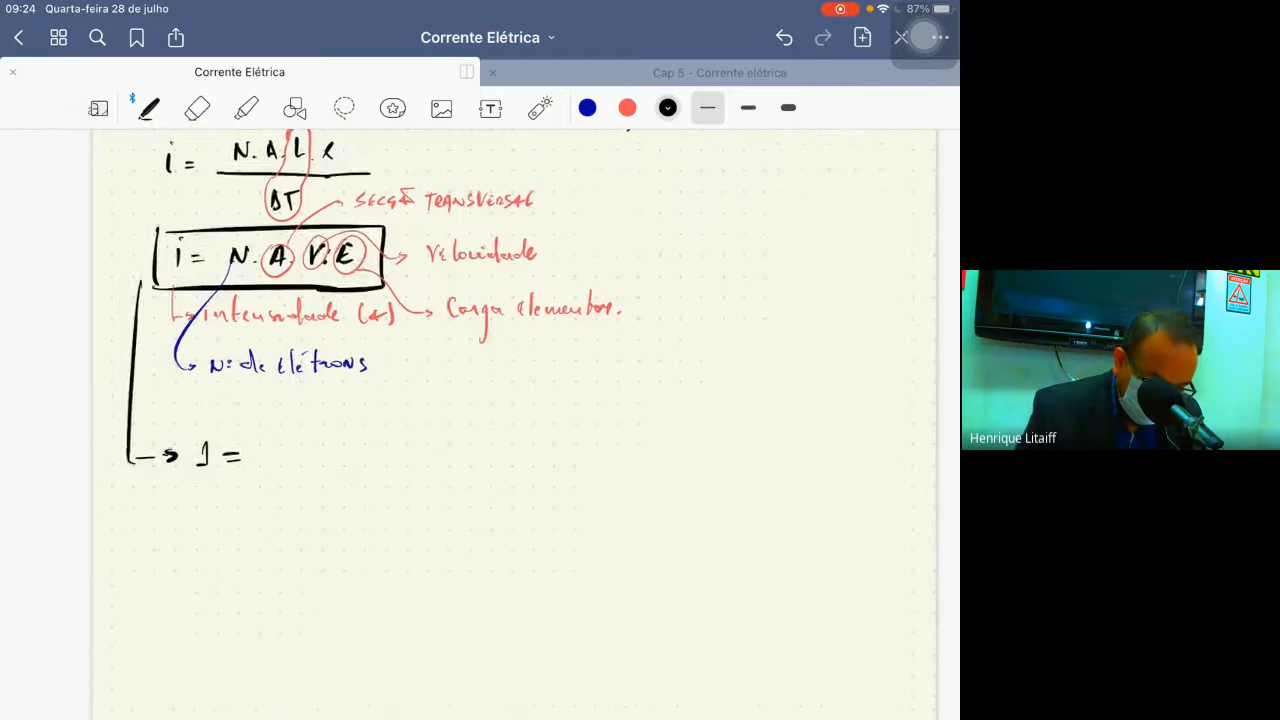 09:24 Quarta-feira 28 de julho 87%
Corrente Elétrica
Corrente Elétrica Cap 5 - Corrente elétrica
i = N. A. L. e
ΔT
SECÇÃO TRANSVERSAL
i = N. A. V. E
Velocidade
intensidade (A)
Carga Elementar.
Nº de Elétrons
J =
Henrique Litaiff